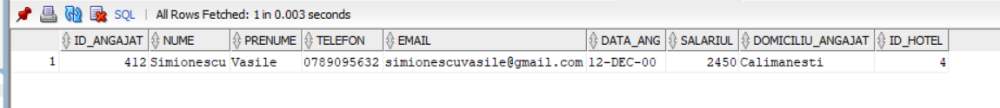 SQL | All Rows Fetched: 1 in 0.003 seconds
ID_ANGAJAT NUME PRENUME TELEFON EMAIL DATA_ANG SALARIUL DOMICILIU_ANGAJAT ID_HOTEL
1 412 Simionescu Vasile 0789095632 simionescuvasile@gmail.com 12-DEC-00 2450 Calimanesti 4